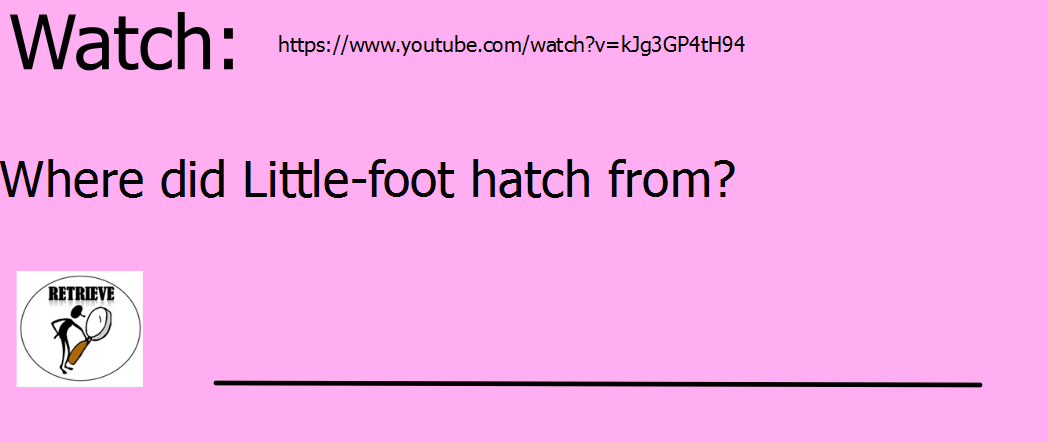 Watch: https://www.youtube.com/watch?v=kJg3GP4tH94
Where did Little-foot hatch from?
RETRIEVE